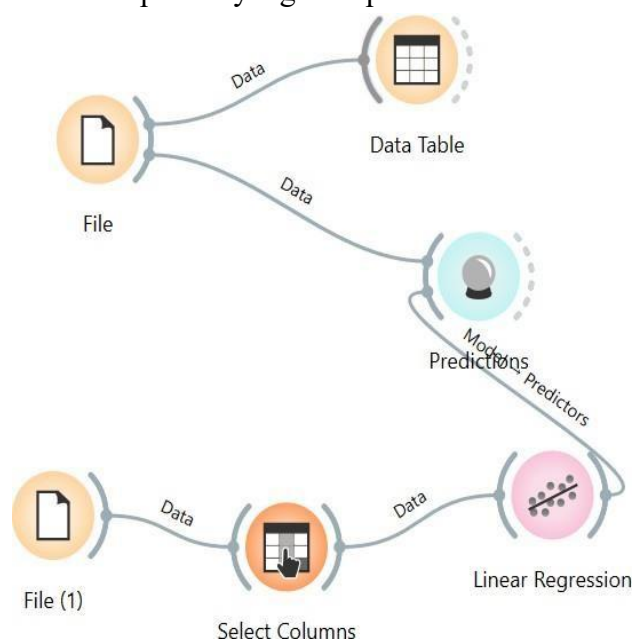 Data
Data Table
File
Data
Predictions
Model → Predictors
Data
Data
Linear Regression
File (1)
Select Columns